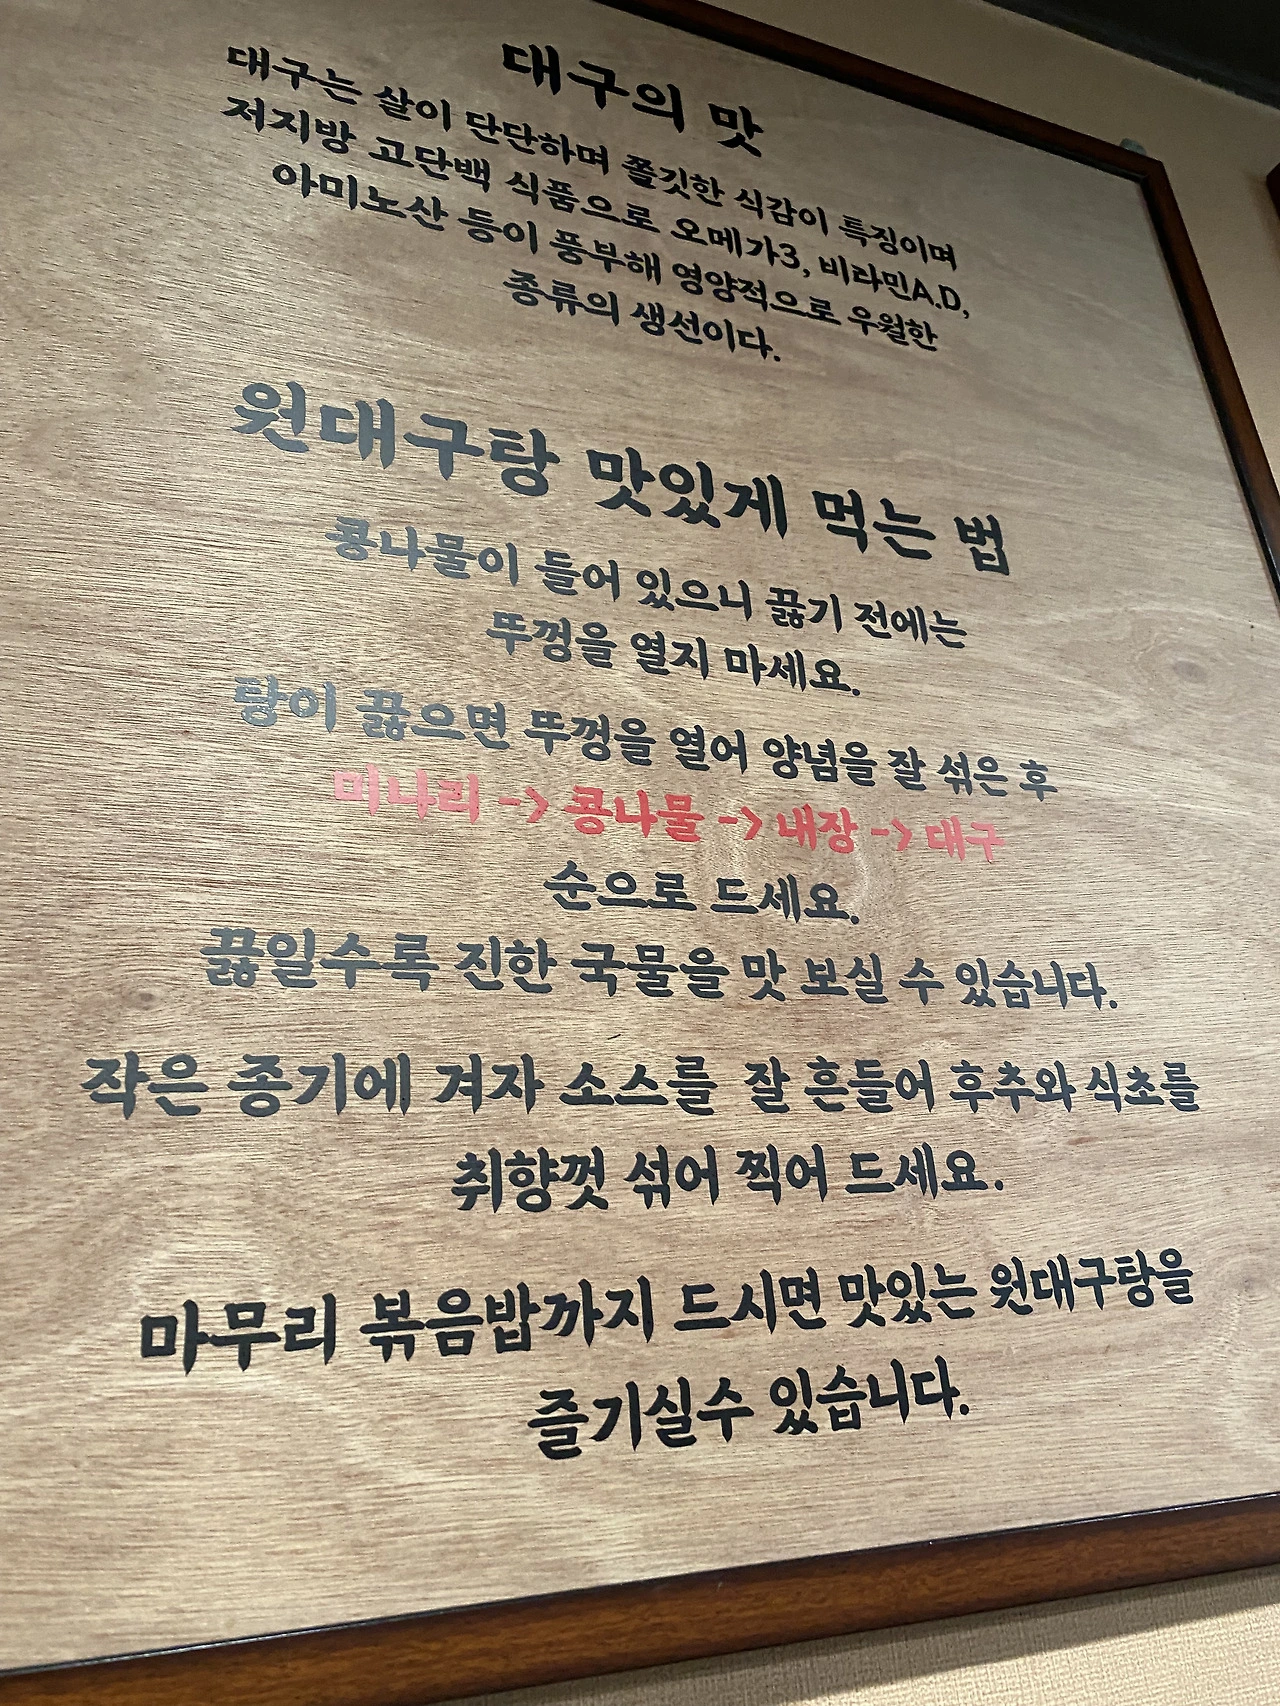 대구의 맛
대구는 살이 단단하며 쫄깃한 식감이 특징이며
저지방 고단백 식품으로 오메가3, 비라민A.D,
아미노산 등이 풍부해 영양적으로 우월한
종류의 생선이다.
원대구탕 맛있게 먹는 법
콩나물이 들어 있으니 끓기 전에는
뚜껑을 열지 마세요.
탕이 끓으면 뚜껑을 열어 양념을 잘 섞은 후
미나리 -> 콩나물 -> 내장 -> 대구
순으로 드세요.
끓일수록 진한 국물을 맛 보실 수 있습니다.
작은 종기에 겨자 소스를 잘 흔들어 후추와 식초를
취향껏 섞어 찍어 드세요.
마무리 볶음밥까지 드시면 맛있는 원대구탕을
즐기실수 있습니다.